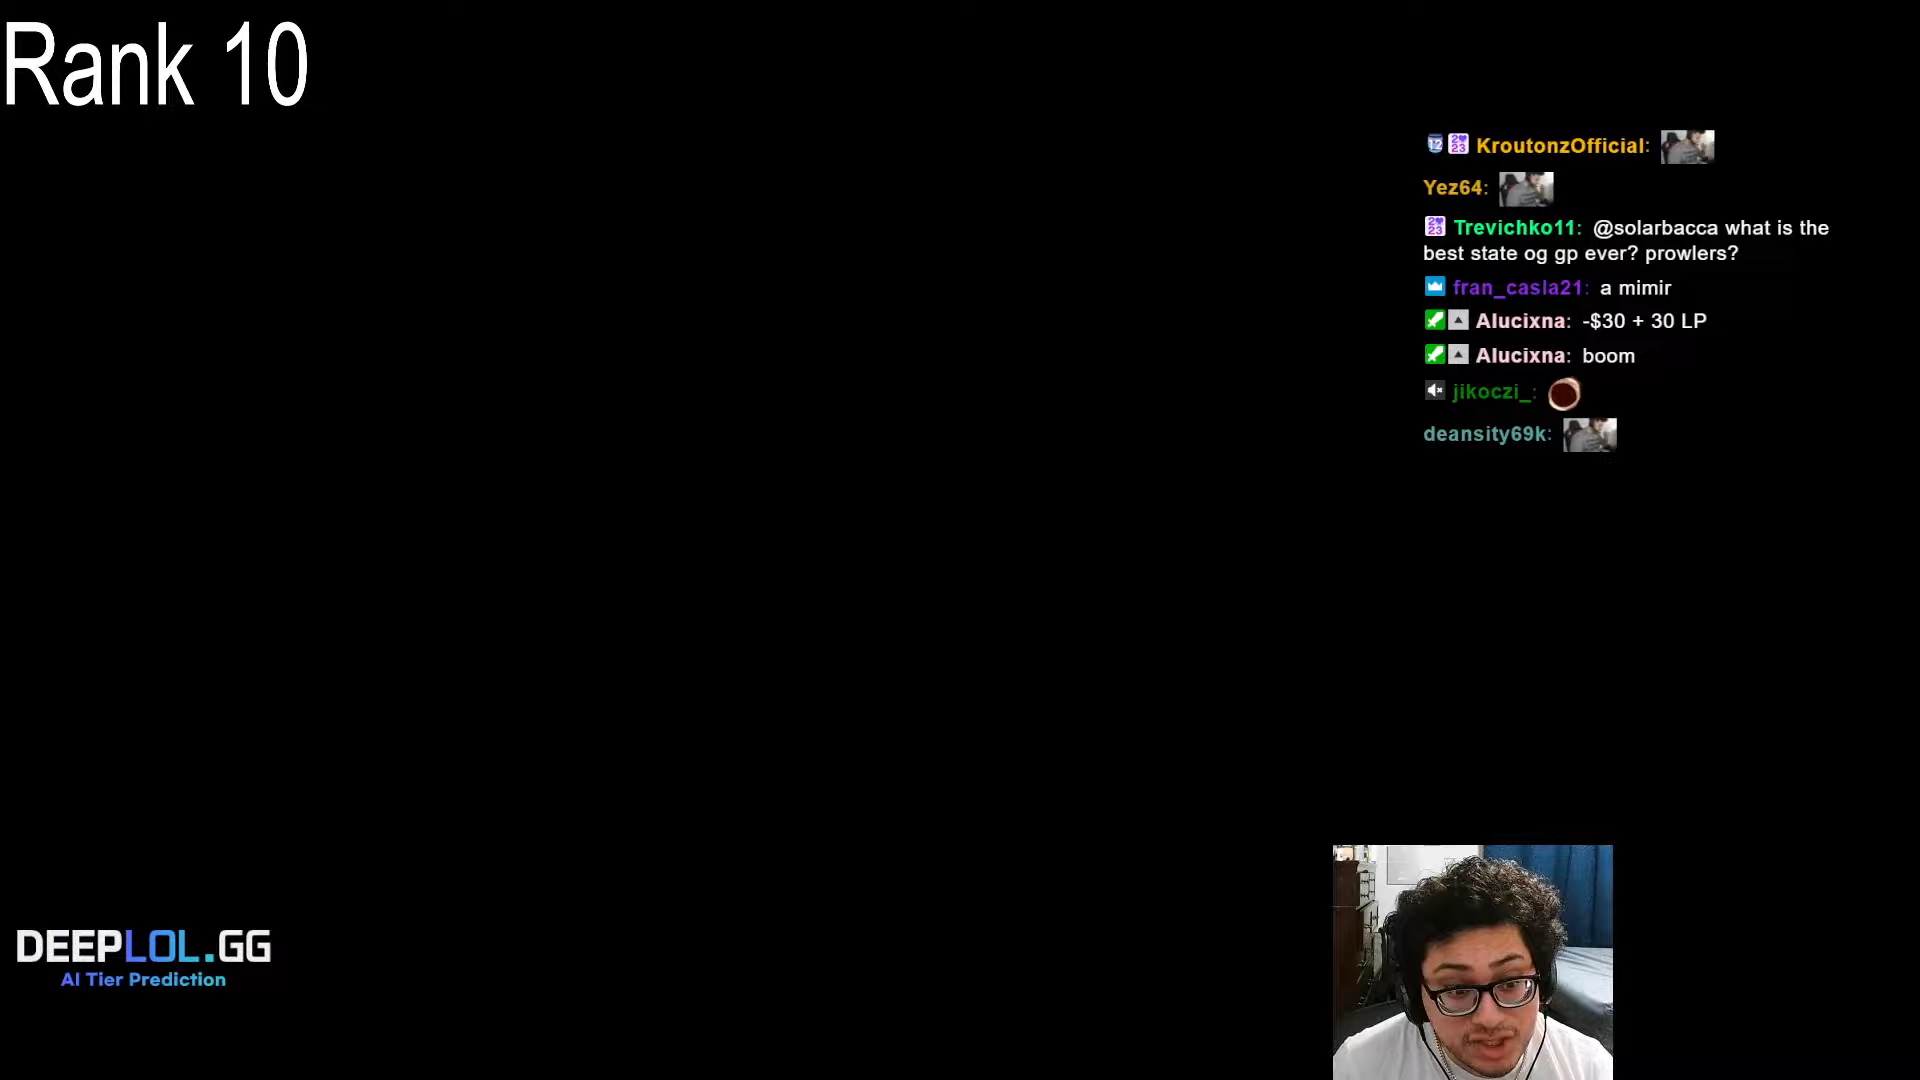 Rank 10
KroutonzOfficial:
Yez64:
Trevichko11: @solarbacca what is the
best state og gp ever? prowlers?
fran_casla21: a mimir
Alucixna: -$30 + 30 LP
Alucixna: boom
jikoczi_:
deansity69k:
DEEPLOL.GG
AI Tier Prediction